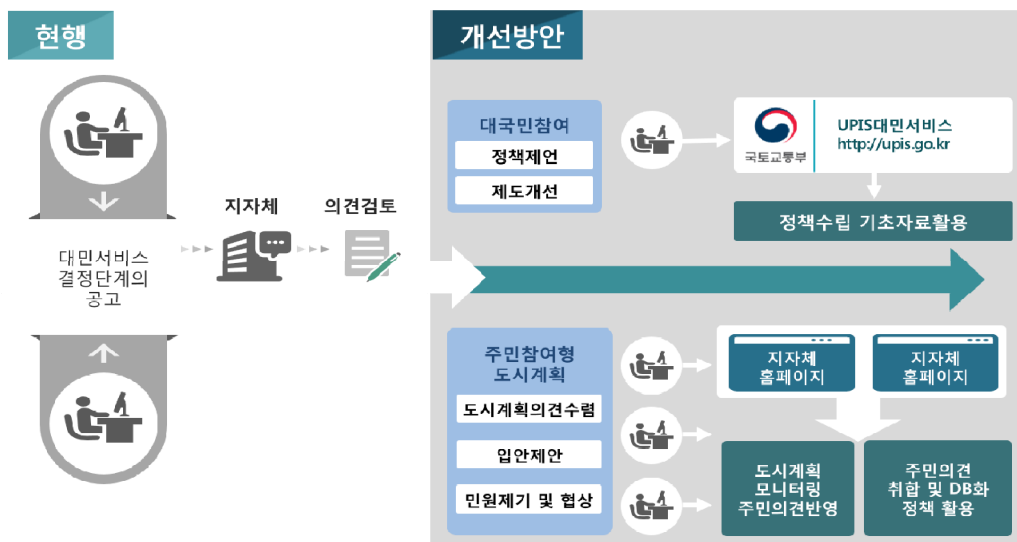 현행
대민서비스
결정단계의
공고
지자체
의견검토
개선방안
대국민참여
정책제언
제도개선
국토교통부
UPIS대민서비스
http://upis.go.kr
정책수립 기초자료활용
주민참여형
도시계획
도시계획의견수렴
입안제안
민원제기 및 협상
지자체
홈페이지
지자체
홈페이지
도시계획
모니터링
주민의견반영
주민의견
취합 및 DB화
정책 활용